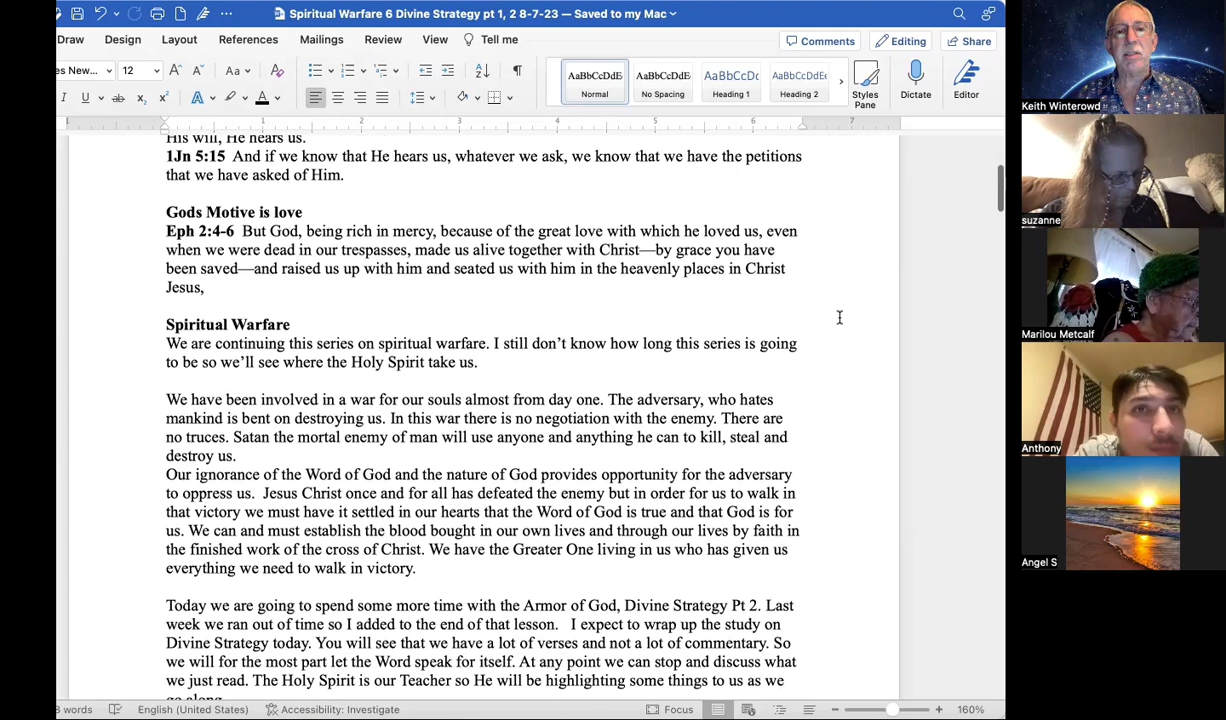 Spiritual Warfare 6 Divine Strategy pt 1, 2 8-7-23 — Saved to my Mac
Draw Design Layout References Mailings Review View Tell me Comments Editing Share
es New... 12 Aa
AaBbCcDdE AaBbCcDdE AaBbCcDc AaBbCcDdEe
I U ab x₂ x² A A
Normal No Spacing Heading 1 Heading 2 Styles Pane Dictate Editor
1 1 2 3 4 5 6 7
His will, He hears us.
1Jn 5:15 And if we know that He hears us, whatever we ask, we know that we have the petitions
that we have asked of Him.
Gods Motive is love
Eph 2:4-6 But God, being rich in mercy, because of the great love with which he loved us, even
when we were dead in our trespasses, made us alive together with Christ—by grace you have
been saved—and raised us up with him and seated us with him in the heavenly places in Christ
Jesus,
Spiritual Warfare
We are continuing this series on spiritual warfare. I still don’t know how long this series is going
to be so we’ll see where the Holy Spirit take us.
We have been involved in a war for our souls almost from day one. The adversary, who hates
mankind is bent on destroying us. In this war there is no negotiation with the enemy. There are
no truces. Satan the mortal enemy of man will use anyone and anything he can to kill, steal and
destroy us.
Our ignorance of the Word of God and the nature of God provides opportunity for the adversary
to oppress us. Jesus Christ once and for all has defeated the enemy but in order for us to walk in
that victory we must have it settled in our hearts that the Word of God is true and that God is for
us. We can and must establish the blood bought in our own lives and through our lives by faith in
the finished work of the cross of Christ. We have the Greater One living in us who has given us
everything we need to walk in victory.
Today we are going to spend some more time with the Armor of God, Divine Strategy Pt 2. Last
week we ran out of time so I added to the end of that lesson. I expect to wrap up the study on
Divine Strategy today. You will see that we have a lot of verses and not a lot of commentary. So
we will for the most part let the Word speak for itself. At any point we can stop and discuss what
we just read. The Holy Spirit is our Teacher so He will be highlighting some things to us as we
go along.
words English (United States) Accessibility: Investigate Focus 160%
Keith Winterowd
suzanne
Marilou Metcalf
Anthony
Angel S